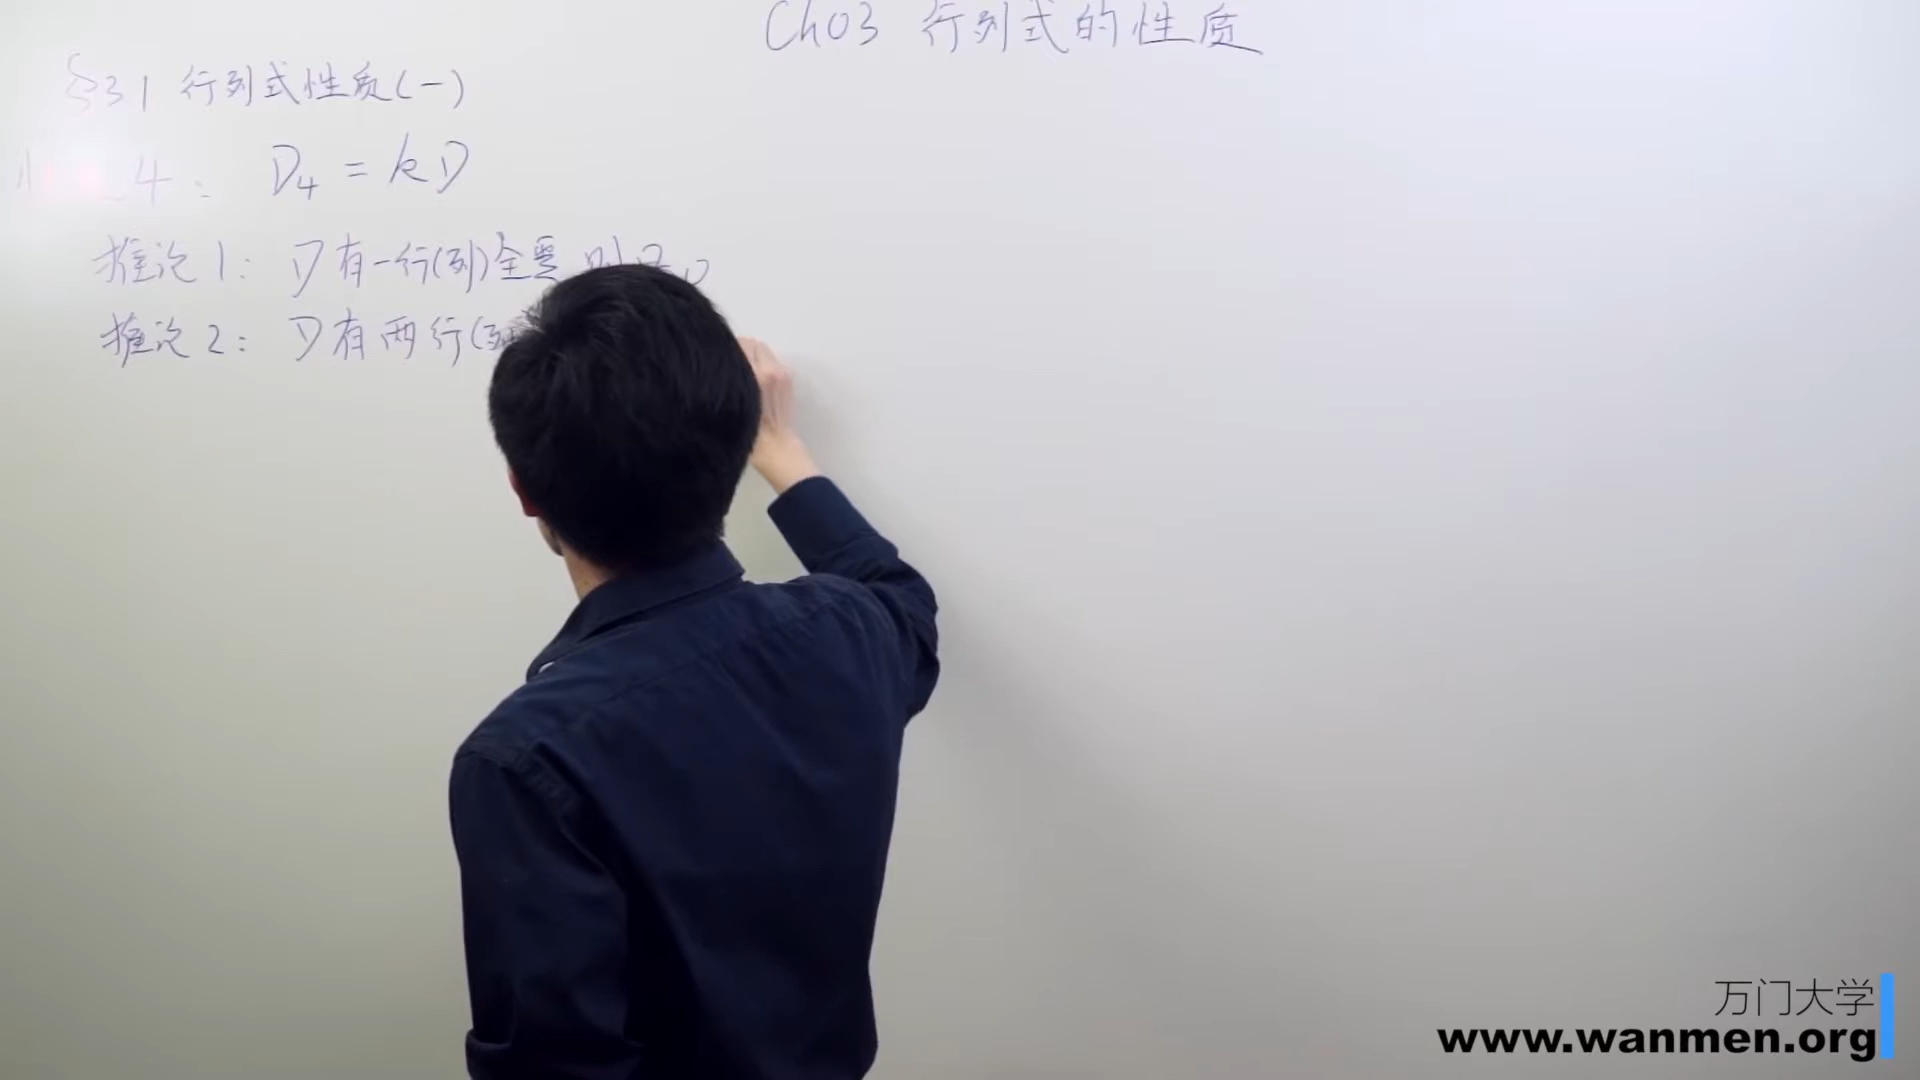 Ch03 行列式的性质
§3.1 行列式性质(一)
4: D₄ = kD
推论1: D有一行(列)全零 则
推论2: D有两行(列
万门大学
www.wanmen.org